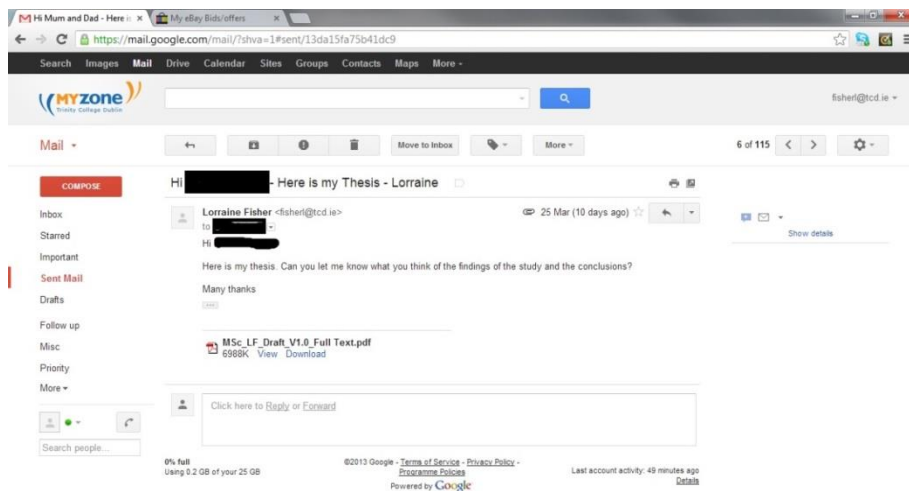 Hi Mum and Dad - Here is
My eBay Bids/offers
https://mail.google.com/mail/?shva=1#sent/13da15fa75b41dc9
Search Images Mail Drive Calendar Sites Groups Contacts Maps More
MYZONE
Trinity College Dublin
fisherl@tcd.ie
Mail
Move to Inbox
More
6 of 115
COMPOSE
Hi - Here is my Thesis - Lorraine
Inbox
Starred
Important
Sent Mail
Drafts
Follow up
Misc
Priority
More
Search people...
Lorraine Fisher <fisherl@tcd.ie>
25 Mar (10 days ago)
to
Hi
Here is my thesis. Can you let me know what you think of the findings of the study and the conclusions?
Many thanks
MSc_LF_Draft_V1.0_Full Text.pdf
6988K View Download
Click here to Reply or Forward
Show details
0% full
Using 0.2 GB of your 25 GB
©2013 Google - Terms of Service - Privacy Policy -
Programme Policies
Powered by Google
Last account activity: 49 minutes ago
Details